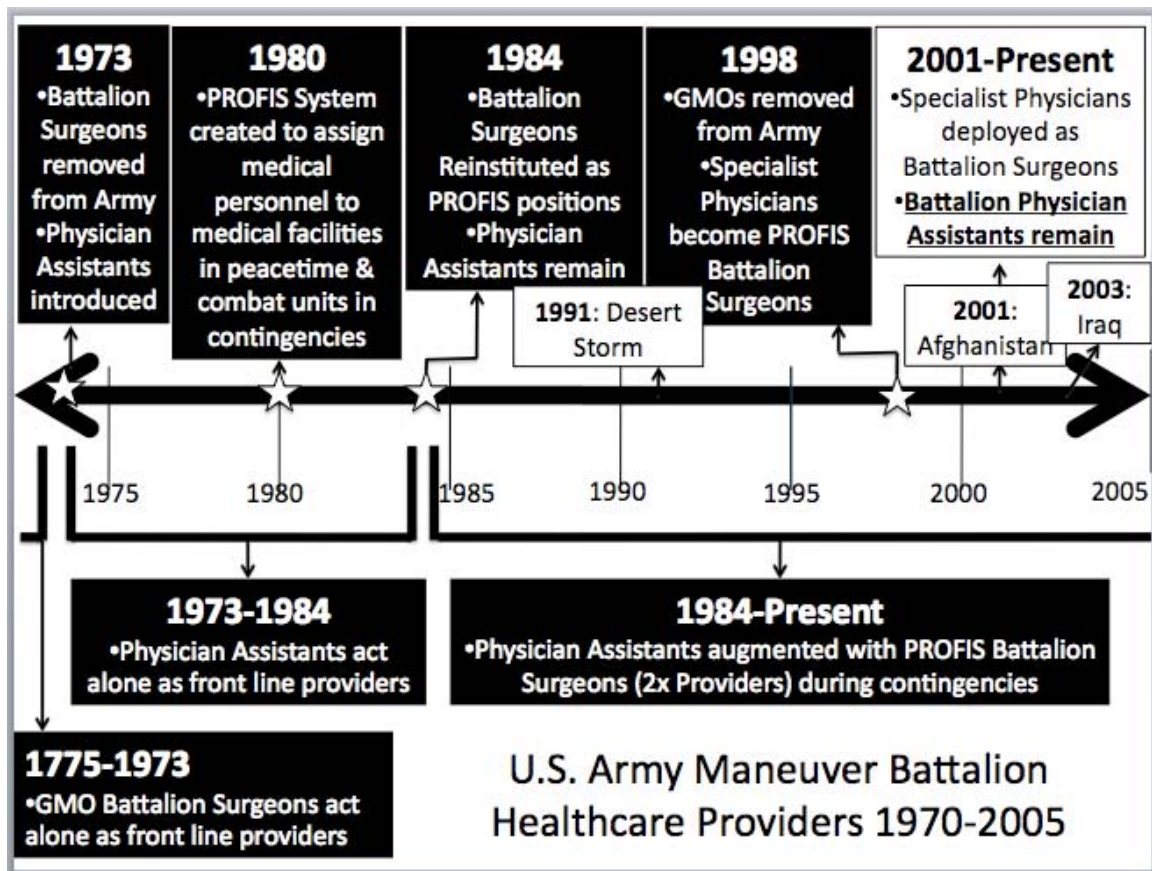 1973
•Battalion
Surgeons
removed
from Army
•Physician
Assistants
introduced
1980
•PROFIS System
created to assign
medical
personnel to
medical facilities
in peacetime &
combat units in
contingencies
1984
•Battalion
Surgeons
Reinstituted as
PROFIS positions
•Physician
Assistants remain
1991: Desert
Storm
1998
•GMOs removed
from Army
•Specialist
Physicians
become PROFIS
Battalion
Surgeons
2001-Present
•Specialist Physicians
deployed as
Battalion Surgeons
•Battalion Physician
Assistants remain
2001:
Afghanistan
2003:
Iraq
1975
1980
1985
1990
1995
2000
2005
1973-1984
•Physician Assistants act
alone as front line providers
1984-Present
•Physician Assistants augmented with PROFIS Battalion
Surgeons (2x Providers) during contingencies
1775-1973
•GMO Battalion Surgeons act
alone as front line providers
U.S. Army Maneuver Battalion
Healthcare Providers 1970-2005